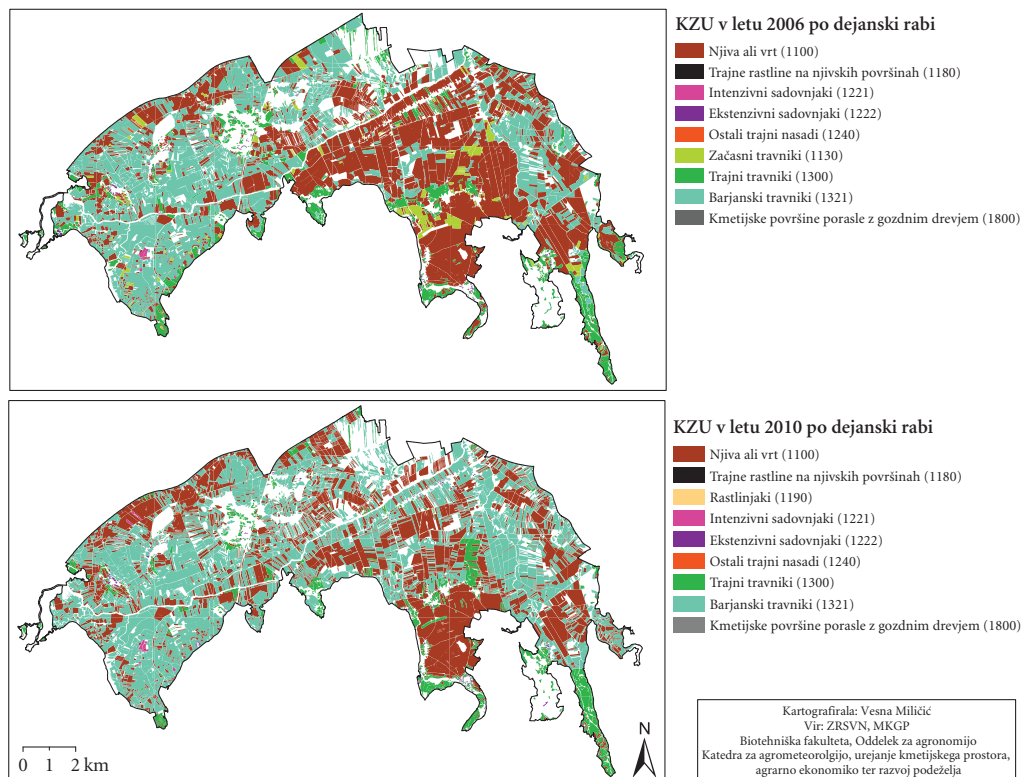 KZU v letu 2006 po dejanski rabi
Njiva ali vrt (1100)
Trajne rastline na njivskih površinah (1180)
Intenzivni sadovnjaki (1221)
Ekstenzivni sadovnjaki (1222)
Ostali trajni nasadi (1240)
Začasni travniki (1130)
Trajni travniki (1300)
Barjanski travniki (1321)
Kmetijske površine porasle z gozdnim drevjem (1800)
KZU v letu 2010 po dejanski rabi
Njiva ali vrt (1100)
Trajne rastline na njivskih površinah (1180)
Rastlinjaki (1190)
Intenzivni sadovnjaki (1221)
Ekstenzivni sadovnjaki (1222)
Ostali trajni nasadi (1240)
Trajni travniki (1300)
Barjanski travniki (1321)
Kmetijske površine porasle z gozdnim drevjem (1800)
N
0 1 2 km
Kartografirala: Vesna Miličić
Vir: ZRSVN, MKGP
Biotehniška fakulteta, Oddelek za agronomijo
Katedra za agrometeorolgijo, urejanje kmetijskega prostora,
agrarno ekonomiko ter razvoj podeželja